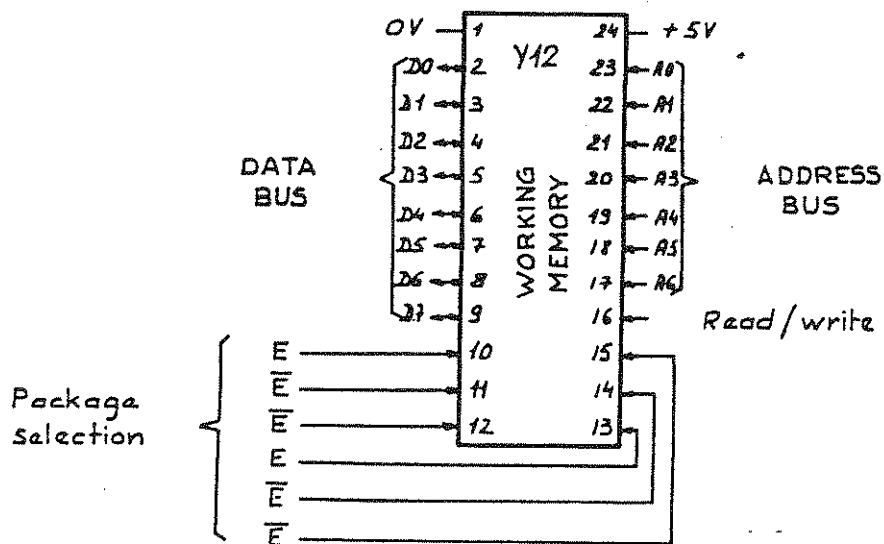 0V 1 24 +5V
Y12
D0 2 23 A0
D1 3 22 A1
D2 4 21 A2
D3 5 20 A3
D4 6 19 A4
D5 7 18 A5
D6 8 17 A6
D7 9 16 Read/write
DATA
BUS
WORKING
MEMORY
ADDRESS
BUS
E 10 15
E̅ 11 14
E̅ 12 13
E
E̅
E̅
Package
selection